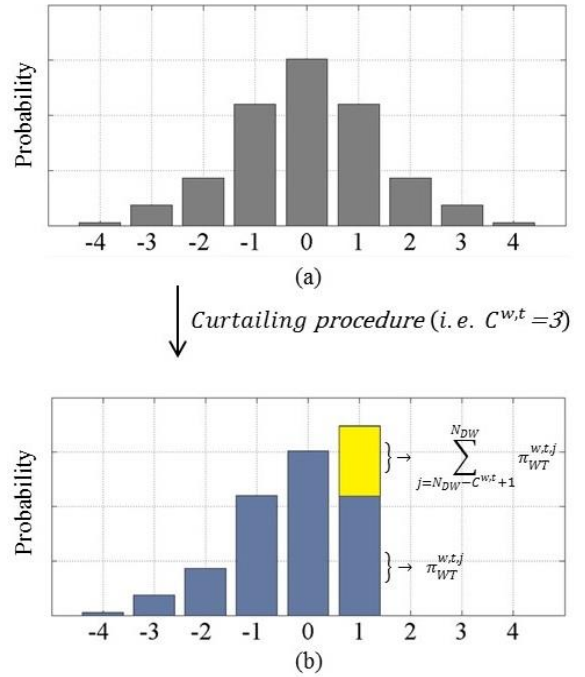 Probability
-4 -3 -2 -1 0 1 2 3 4
(a)
Curtailing procedure (i.e. C^{w,t} =3)
Probability
} → \sum_{j=N_{DW}-C^{w,t}+1}^{N_{DW}} π_{WT}^{w,t,j}
} → π_{WT}^{w,t,j}
-4 -3 -2 -1 0 1 2 3 4
(b)